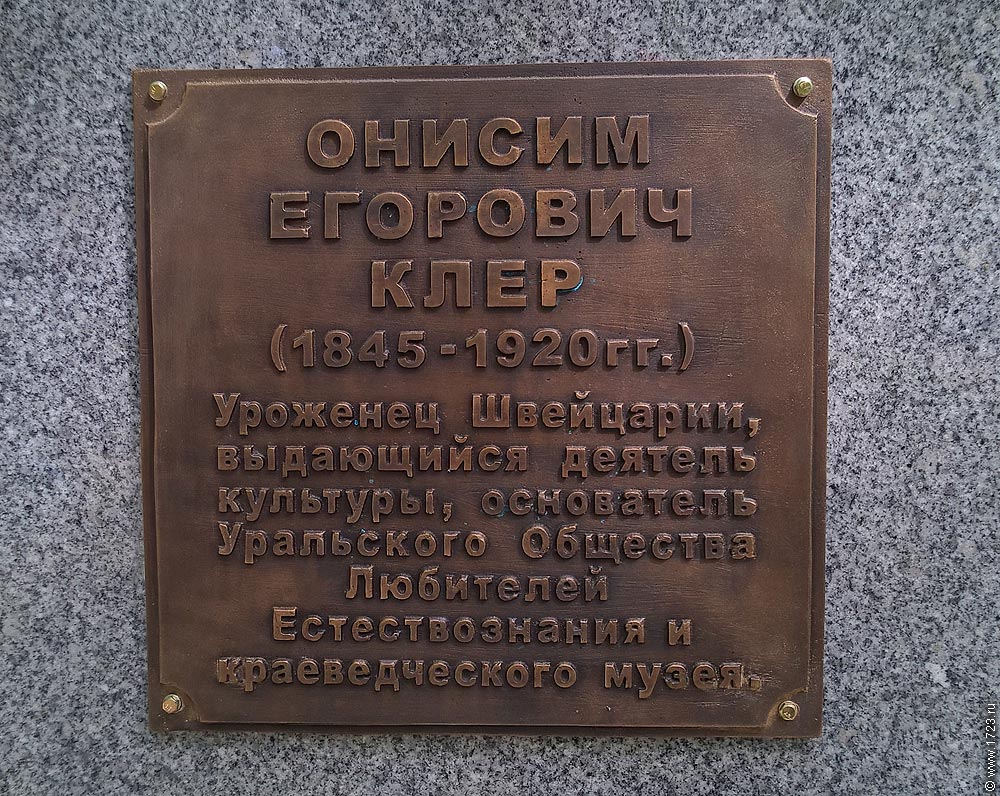 ОНИСИМ
ЕГОРОВИЧ
КЛЕР
(1845-1920гг.)
Уроженец Швейцарии,
выдающийся деятель
культуры, основатель
Уральского Общества
Любителей
Естествознания и
краеведческого музея.
© www.1723.ru